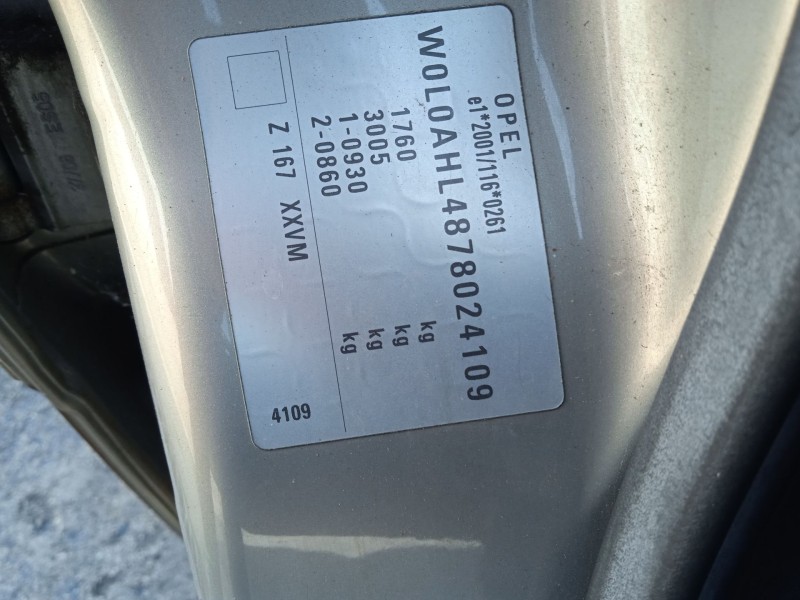 OPEL
e1*2001/116*0261
W0L0AHL4878024109
1760 kg
3005 kg
1-0930 kg
2-0860 kg
Z 167 XXVM
4109